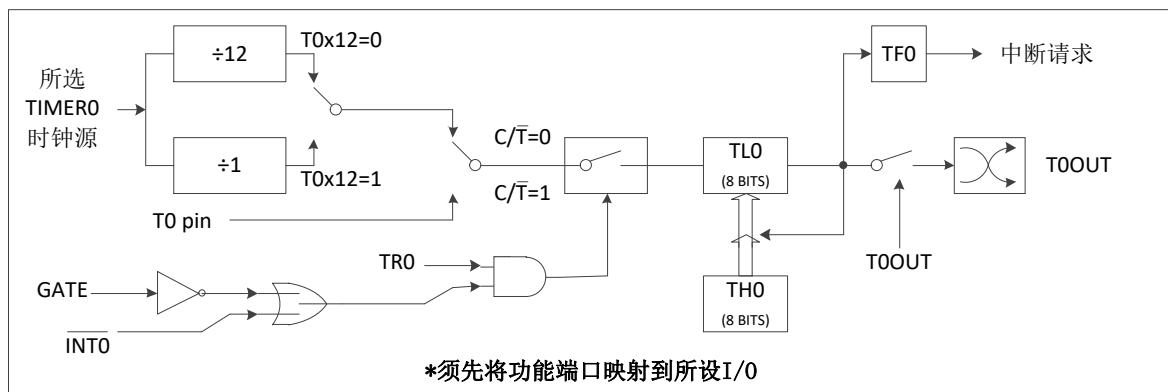 ÷12
T0x12=0
所选
TIMER0
时钟源
÷1
T0x12=1
T0 pin
C/T̅=0
C/T̅=1
TL0
(8 BITS)
TF0
中断请求
T0OUT
T0OUT
TH0
(8 BITS)
TR0
GATE
I̅N̅T̅0̅
*须先将功能端口映射到所设I/O